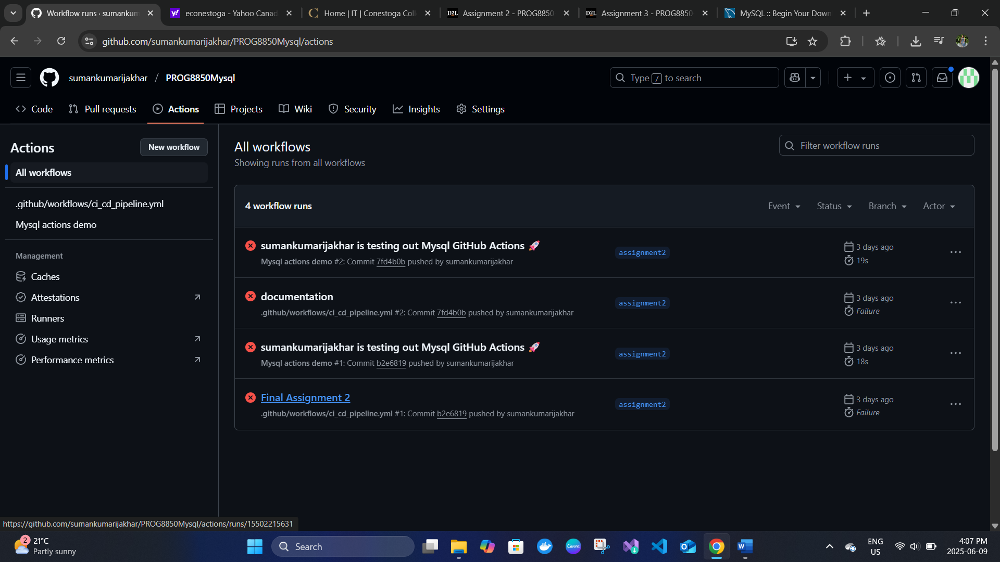 Workflow runs · sumankum
econestoga - Yahoo Canad
Home | IT | Conestoga Coll
D2L
Assignment 2 - PROG8850
D2L
Assignment 3 - PROG8850
MySQL :: Begin Your Down
github.com/sumankumarijakhar/PROG8850Mysql/actions
sumankumarijakhar / PROG8850Mysql
Type / to search
Code
Pull requests
Actions
Projects
Wiki
Security
Insights
Settings
Actions
New workflow
All workflows
.github/workflows/ci_cd_pipeline.yml
Mysql actions demo
Management
Caches
Attestations
Runners
Usage metrics
Performance metrics
All workflows
Showing runs from all workflows
Filter workflow runs
4 workflow runs
Event
Status
Branch
Actor
sumankumarijakhar is testing out Mysql GitHub Actions 🚀
Mysql actions demo #2: Commit 7fd4b0b pushed by sumankumarijakhar
assignment2
3 days ago
19s
documentation
.github/workflows/ci_cd_pipeline.yml #2: Commit 7fd4b0b pushed by sumankumarijakhar
assignment2
3 days ago
Failure
sumankumarijakhar is testing out Mysql GitHub Actions 🚀
Mysql actions demo #1: Commit b2e6819 pushed by sumankumarijakhar
assignment2
3 days ago
18s
Final Assignment 2
.github/workflows/ci_cd_pipeline.yml #1: Commit b2e6819 pushed by sumankumarijakhar
assignment2
3 days ago
Failure
https://github.com/sumankumarijakhar/PROG8850Mysql/actions/runs/15502215631
2
21°C
Partly sunny
Search
Canva
ENG
US
4:07 PM
2025-06-09